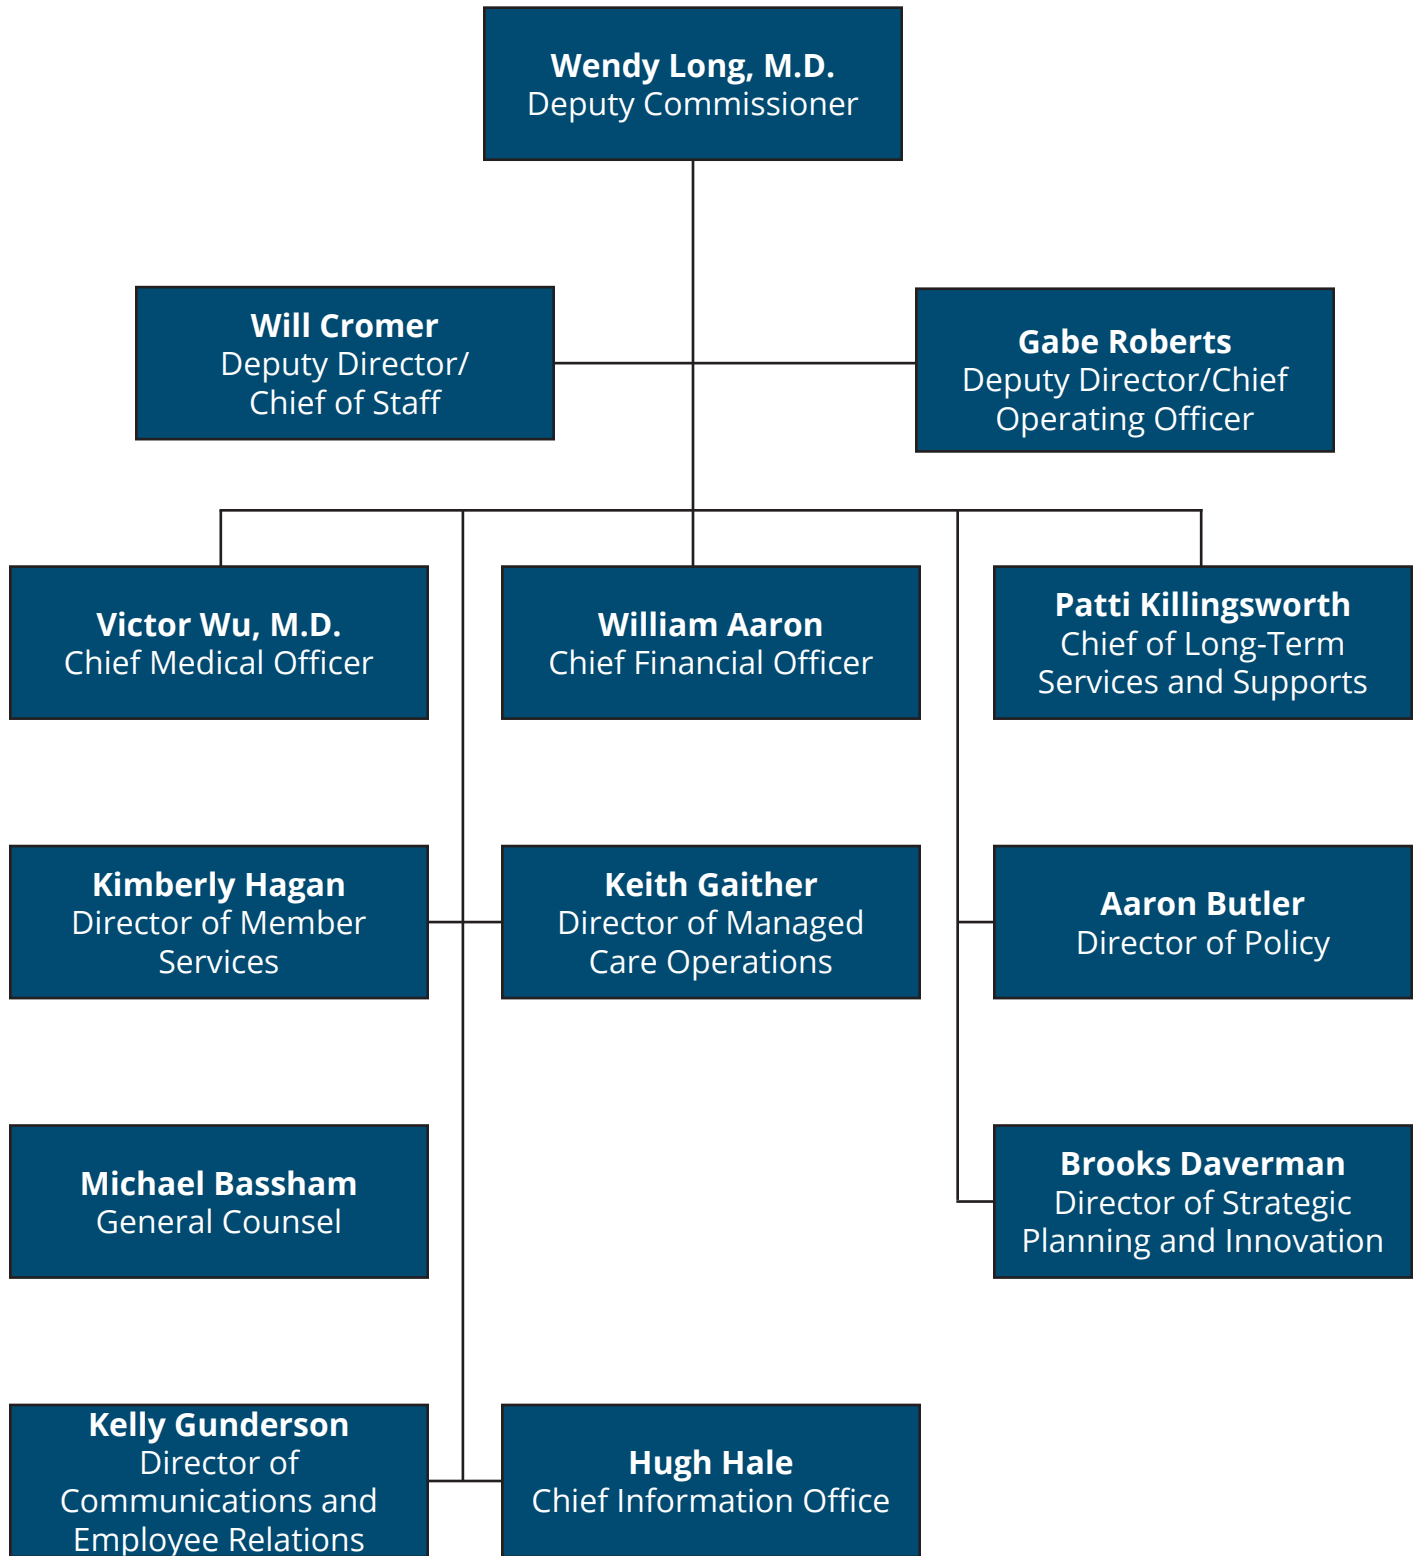 Wendy Long, M.D.
Deputy Commissioner
Will Cromer
Deputy Director/
Chief of Staff
Gabe Roberts
Deputy Director/Chief
Operating Officer
Victor Wu, M.D.
Chief Medical Officer
William Aaron
Chief Financial Officer
Patti Killingsworth
Chief of Long-Term
Services and Supports
Kimberly Hagan
Director of Member
Services
Keith Gaither
Director of Managed
Care Operations
Aaron Butler
Director of Policy
Michael Bassham
General Counsel
Brooks Daverman
Director of Strategic
Planning and Innovation
Kelly Gunderson
Director of
Communications and
Employee Relations
Hugh Hale
Chief Information Office